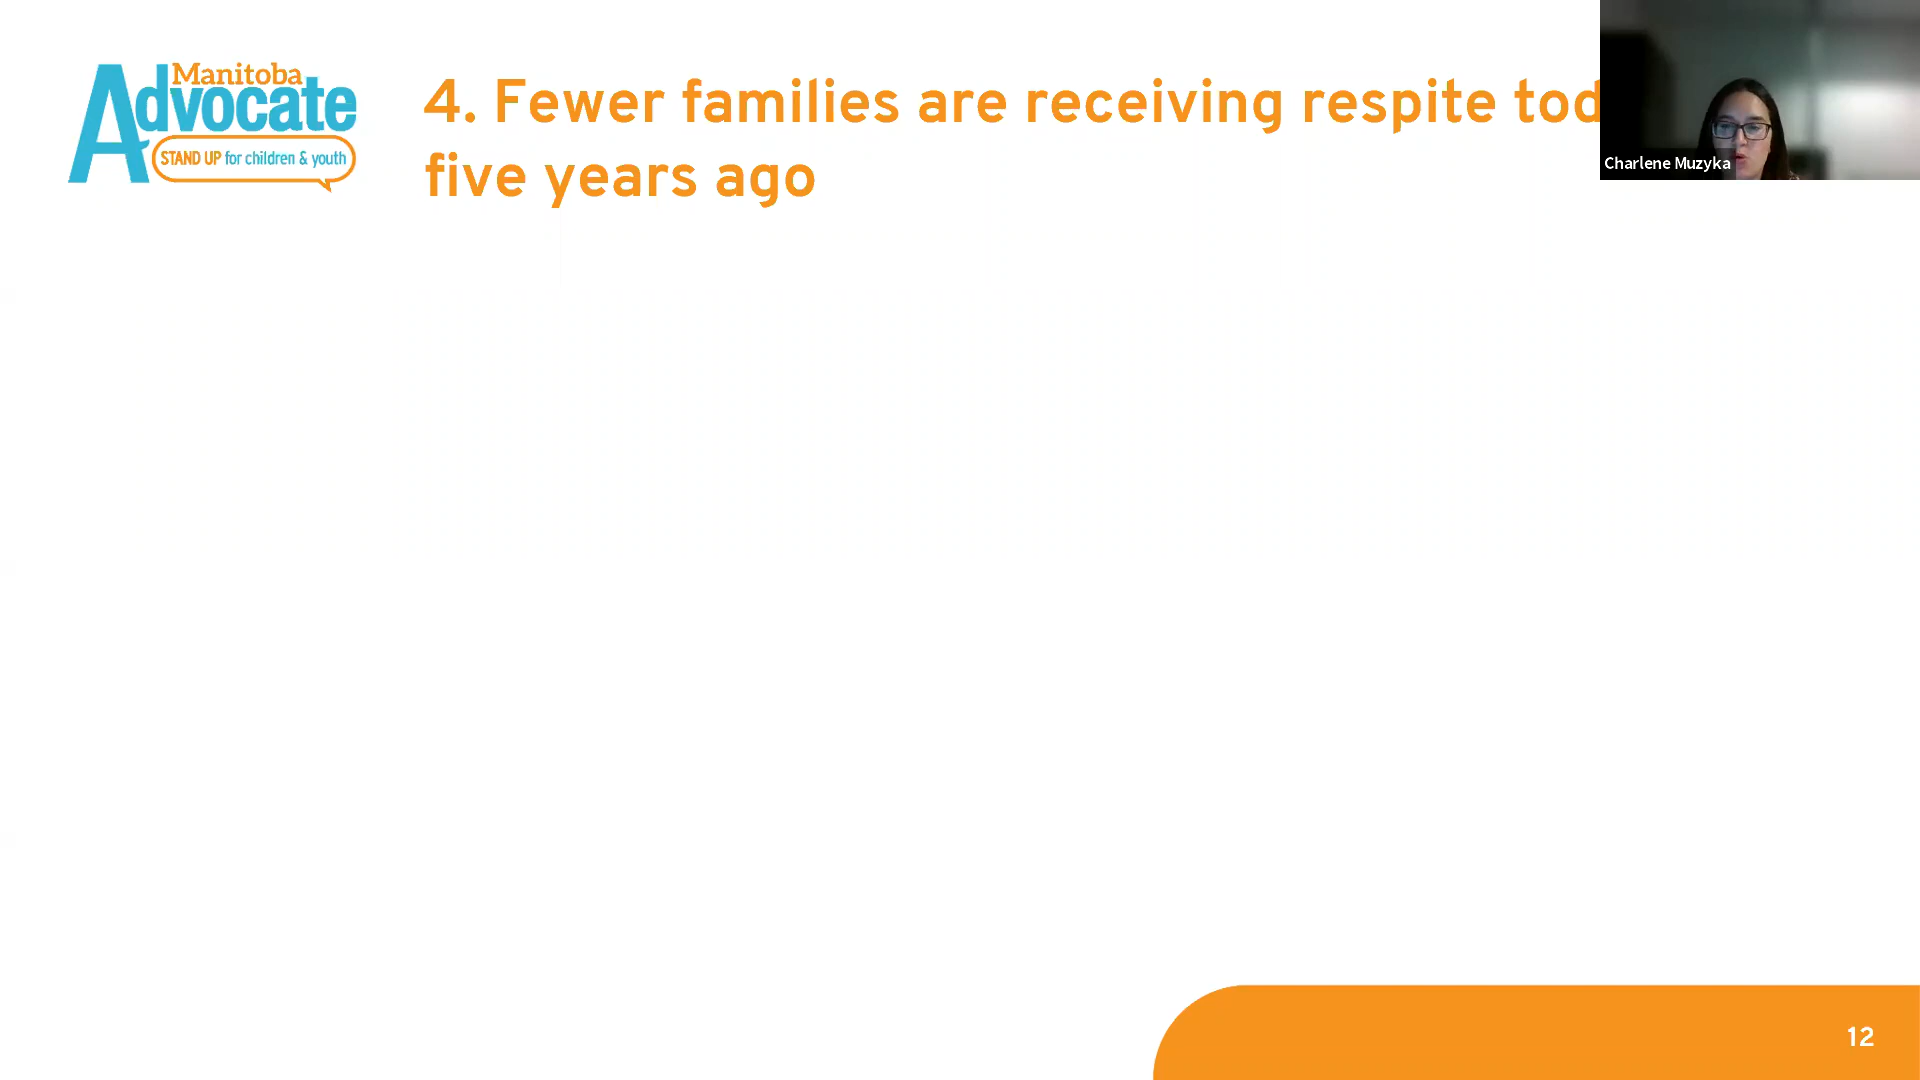 Manitoba
Advocate
STAND UP for children & youth
4. Fewer families are receiving respite
five years ago
Charlene Muzyka
12